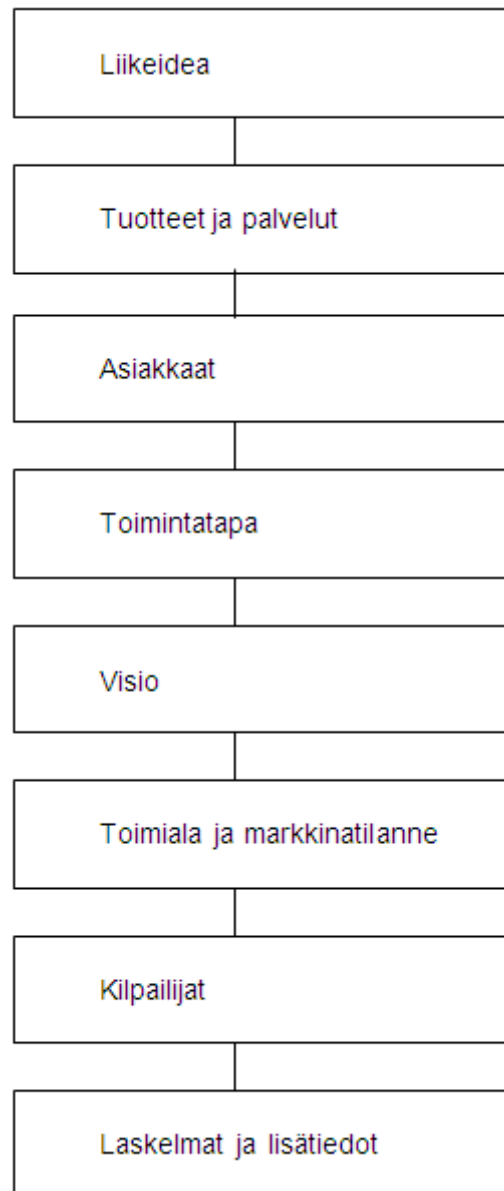 Liikeidea
Tuotteet ja palvelut
Asiakkaat
Toimintatapa
Visio
Toimiala ja markkinatilanne
Kilpailijat
Laskelmat ja lisätiedot